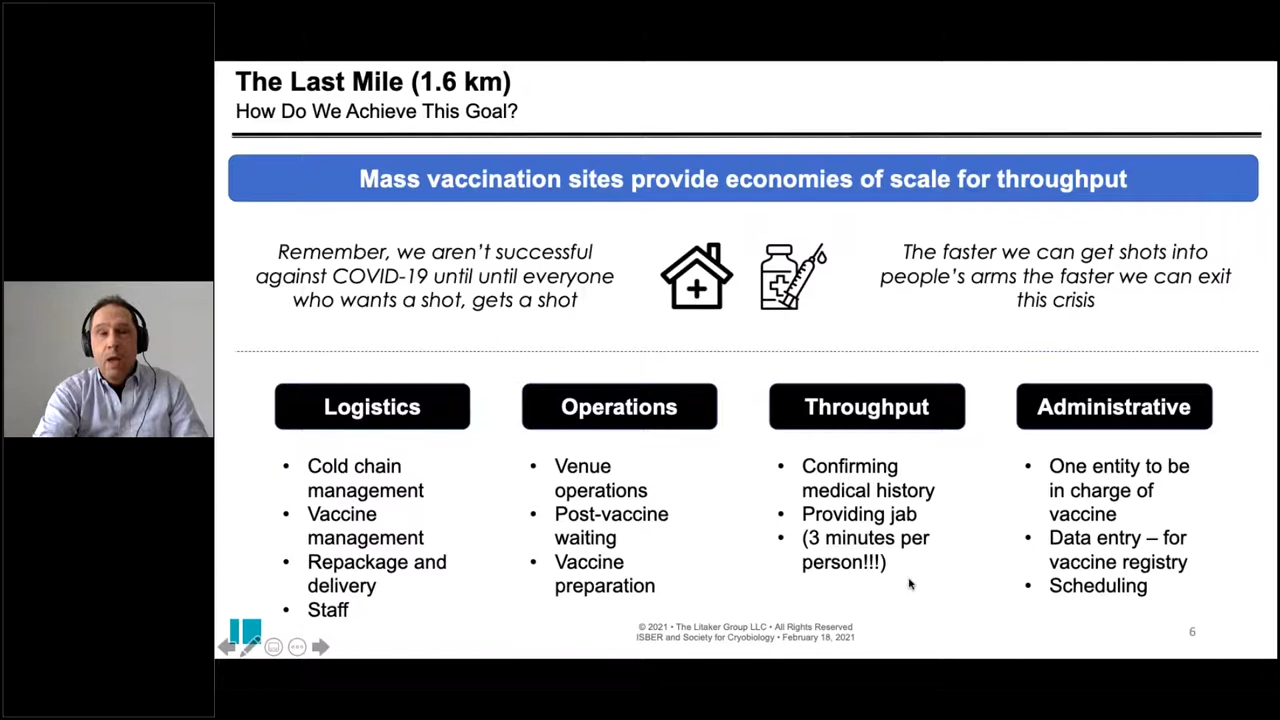 The Last Mile (1.6 km)
How Do We Achieve This Goal?
Mass vaccination sites provide economies of scale for throughput
Remember, we aren't successful
against COVID-19 until until everyone
who wants a shot, gets a shot
The faster we can get shots into
people's arms the faster we can exit
this crisis
Logistics
• Cold chain
management
• Vaccine
management
• Repackage and
delivery
• Staff
Operations
• Venue
operations
• Post-vaccine
waiting
• Vaccine
preparation
Throughput
• Confirming
medical history
• Providing jab
• (3 minutes per
person!!!)
Administrative
• One entity to be
in charge of
vaccine
• Data entry – for
vaccine registry
• Scheduling
© 2021 • The Litaker Group LLC • All Rights Reserved
ISBER and Society for Cryobiology • February 18, 2021
6